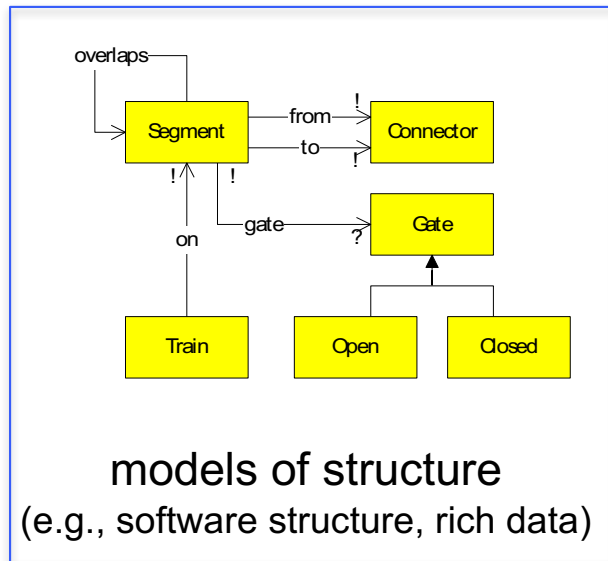 overlaps
Segment
from
!
Connector
to
!
!
!
gate
?
Gate
on
Train
Open
Closed
models of structure
(e.g., software structure, rich data)